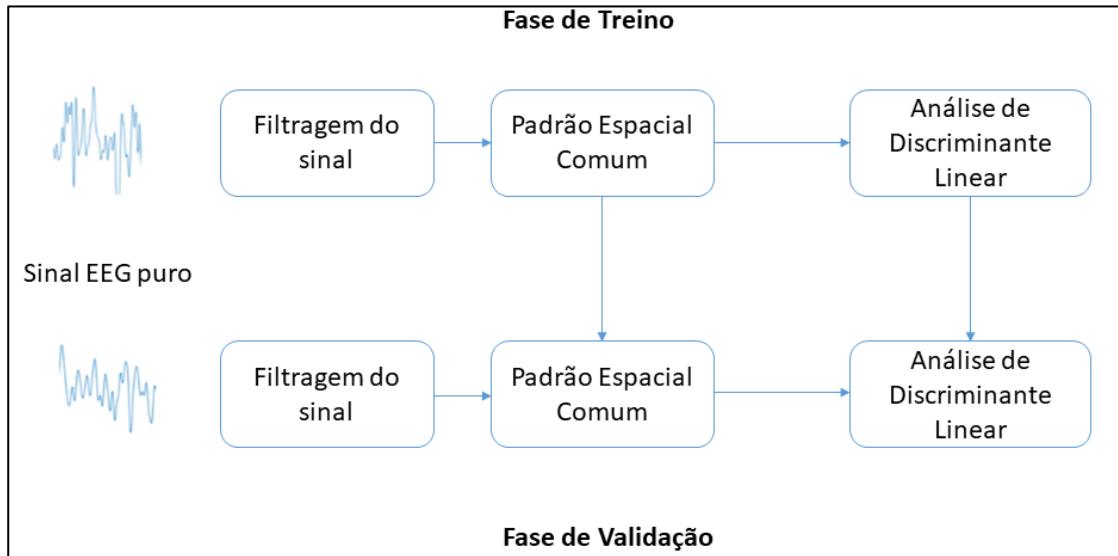 Fase de Treino
Filtragem do
sinal
Padrão Espacial
Comum
Análise de
Discriminante
Linear
Sinal EEG puro
Filtragem do
sinal
Padrão Espacial
Comum
Análise de
Discriminante
Linear
Fase de Validação